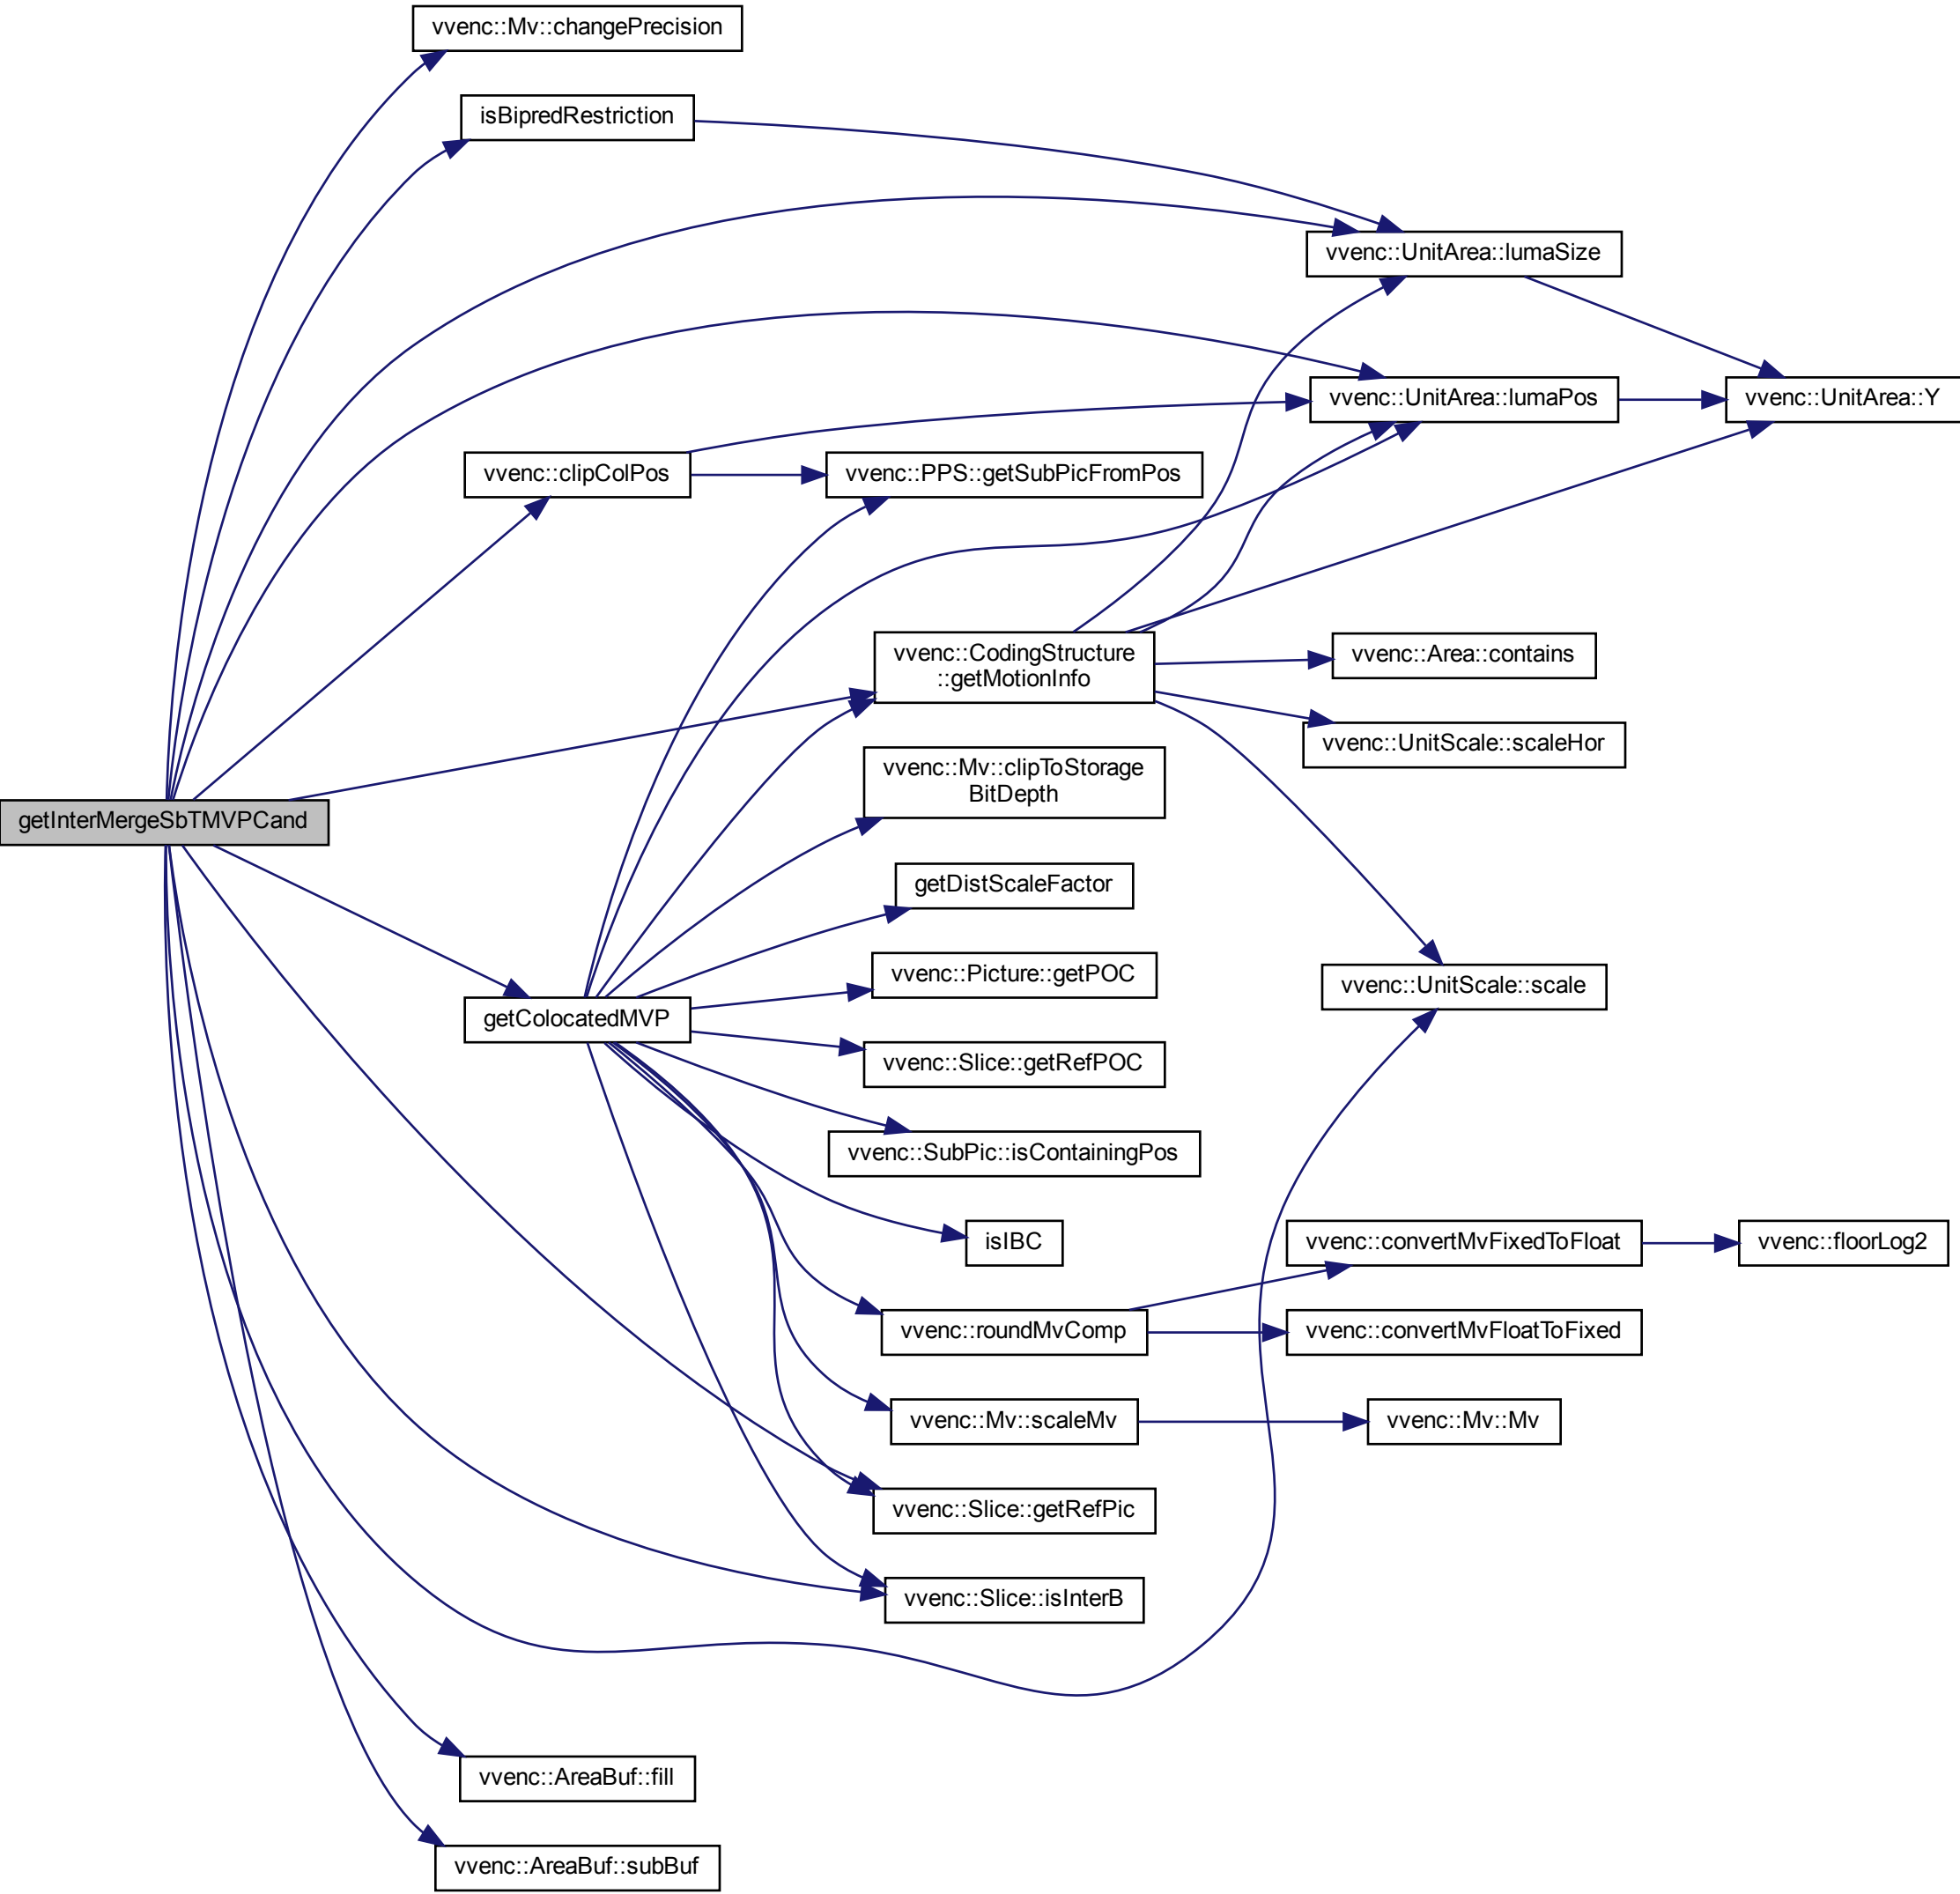 vvenc::Mv::changePrecision
isBipredRestriction
vvenc::UnitArea::lumaSize
vvenc::UnitArea::lumaPos
vvenc::UnitArea::Y
vvenc::clipColPos
vvenc::PPS::getSubPicFromPos
vvenc::CodingStructure
::getMotionInfo
vvenc::Area::contains
vvenc::UnitScale::scaleHor
vvenc::Mv::clipToStorage
BitDepth
getInterMergeSbTMVPCand
getDistScaleFactor
vvenc::Picture::getPOC
vvenc::UnitScale::scale
getColocatedMVP
vvenc::Slice::getRefPOC
vvenc::SubPic::isContainingPos
isIBC
vvenc::convertMvFixedToFloat
vvenc::floorLog2
vvenc::roundMvComp
vvenc::convertMvFloatToFixed
vvenc::Mv::scaleMv
vvenc::Mv::Mv
vvenc::Slice::getRefPic
vvenc::Slice::isInterB
vvenc::AreaBuf::fill
vvenc::AreaBuf::subBuf